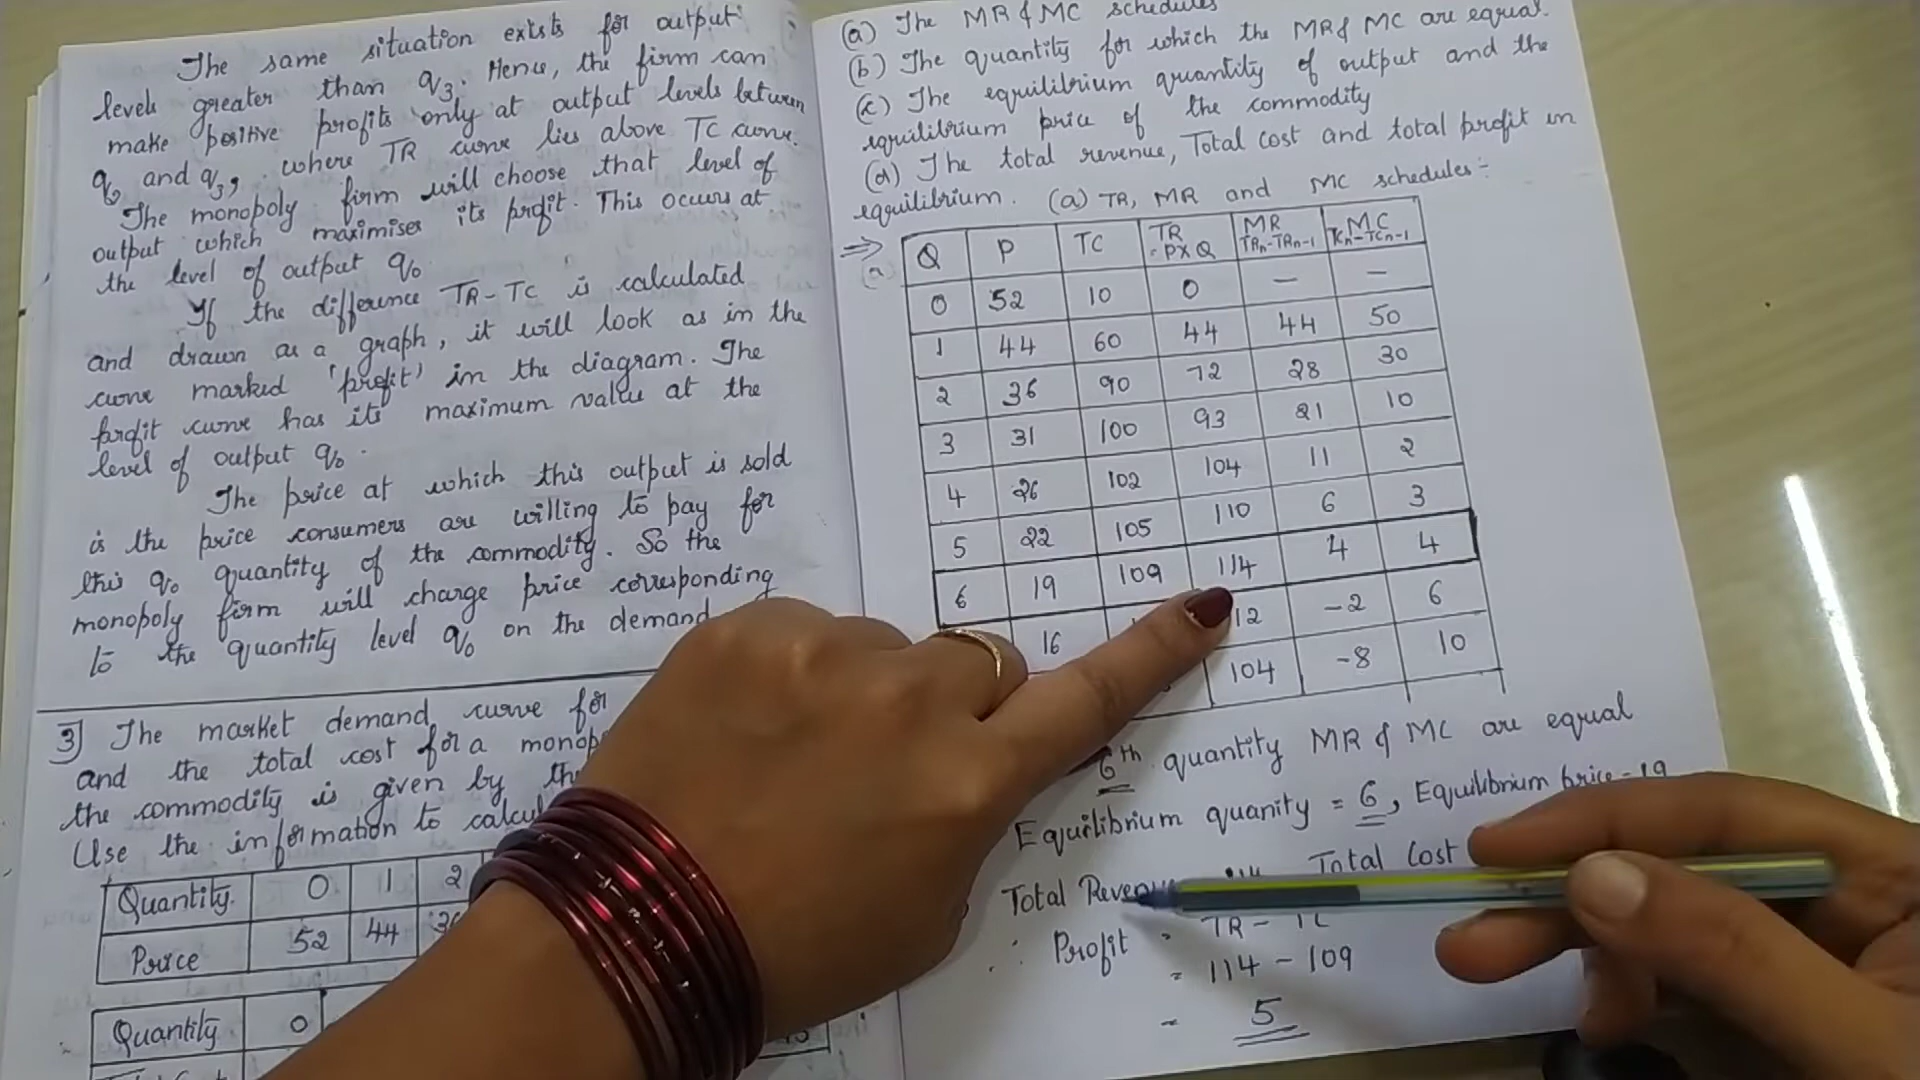 The same situation exists for output
levels greater than q3. Hence, the firm can
make positive profits only at output levels between
q2 and q3, where TR curve lies above TC curve.
The monopoly firm will choose that level of
output which maximises its profit. This occurs at
the level of output q0
If the difference TR-TC is calculated
and drawn as a graph, it will look as in the
curve marked 'profit' in the diagram. The
profit curve has its maximum value at the
level of output q0.
The price at which this output is sold
is the price consumers are willing to pay for
this q0 quantity of the commodity. So the
monopoly firm will charge price corresponding
to the quantity level q0 on the demand
3] The market demand curve for
and the total cost for a monop
the commodity is given by the
Use the information to calcul
Quantity. 0 1 2
Price 52 44 36
Quantity 0
(a) The MR & MC schedules
(b) The quantity for which the MR & MC are equal.
(c) The equilibrium quantity of output and the
equilibrium price of the commodity
(d) The total revenue, Total cost and total profit in
equilibrium. (a) TR, MR and MC schedules:-
Q P TC TR = P×Q MR TRn-TRn-1 MC TCn-TCn-1
0 52 10 0 — —
1 44 60 44 44 50
2 36 90 72 28 30
3 31 100 93 21 10
4 26 102 104 11 2
5 22 105 110 6 3
6 19 109 114 4 4
16 12 -2 6
104 -8 10
6th quantity MR & MC are equal
Equilibrium quanity = 6, Equilibrium price - 19
Total Revenue 114 Total Cost
∴ Profit = TR - TC
= 114 - 109
= 5